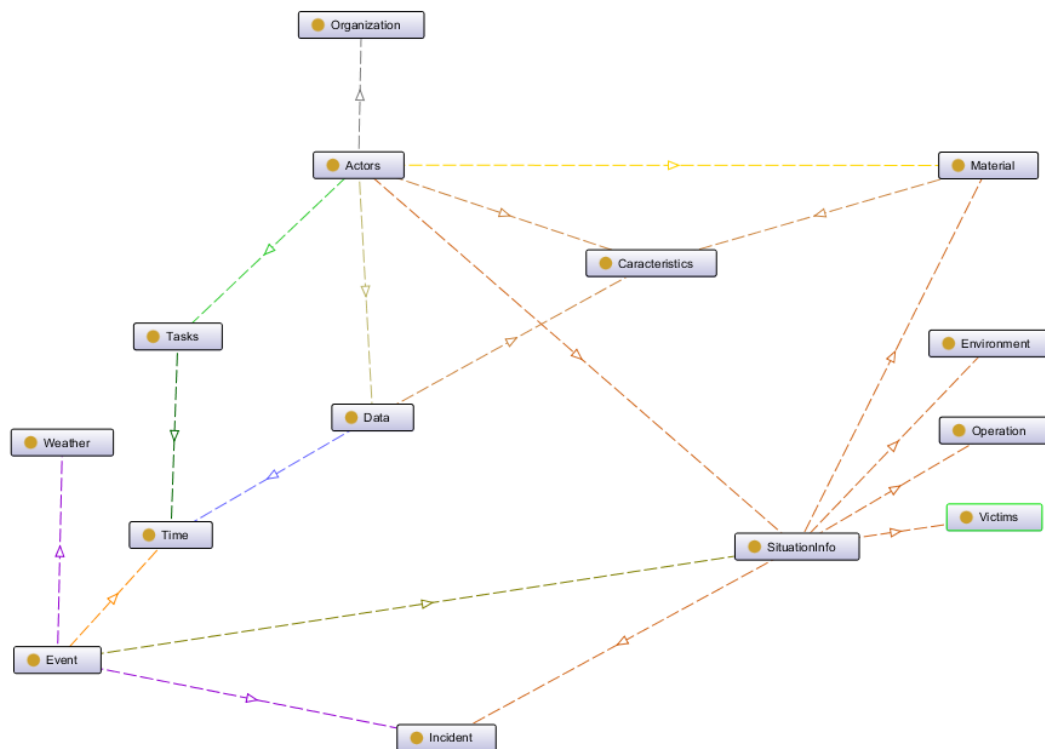 Organization
Actors
Material
Caracteristics
Tasks
Environment
Data
Weather
Operation
Victims
Time
SituationInfo
Event
Incident